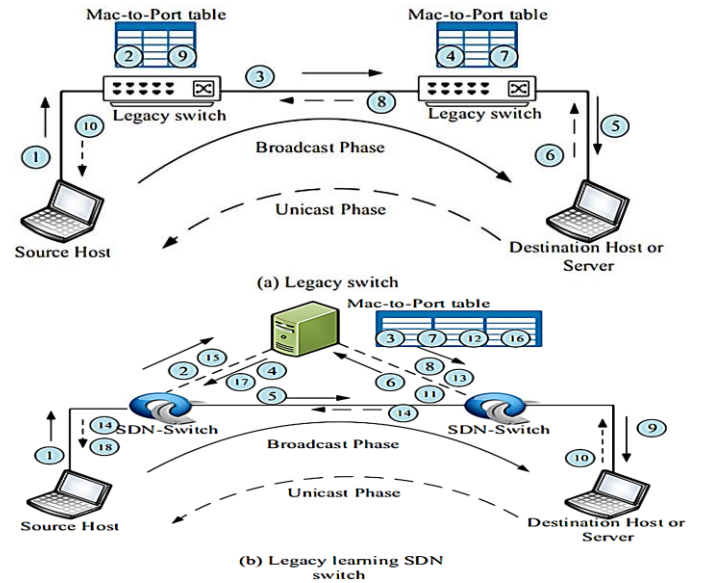 Mac-to-Port table
Mac-to-Port table
2 9
4 7
3
8
Legacy switch
Legacy switch
1
10
5
6
Broadcast Phase
Unicast Phase
Source Host
Destination Host or
Server
(a) Legacy switch
Mac-to-Port table
3 7 12 16
2 15
17 4
8 13
6 11
5
14
SDN-Switch
SDN-Switch
1
14
18
9
10
Broadcast Phase
Unicast Phase
Source Host
Destination Host or
Server
(b) Legacy learning SDN
switch